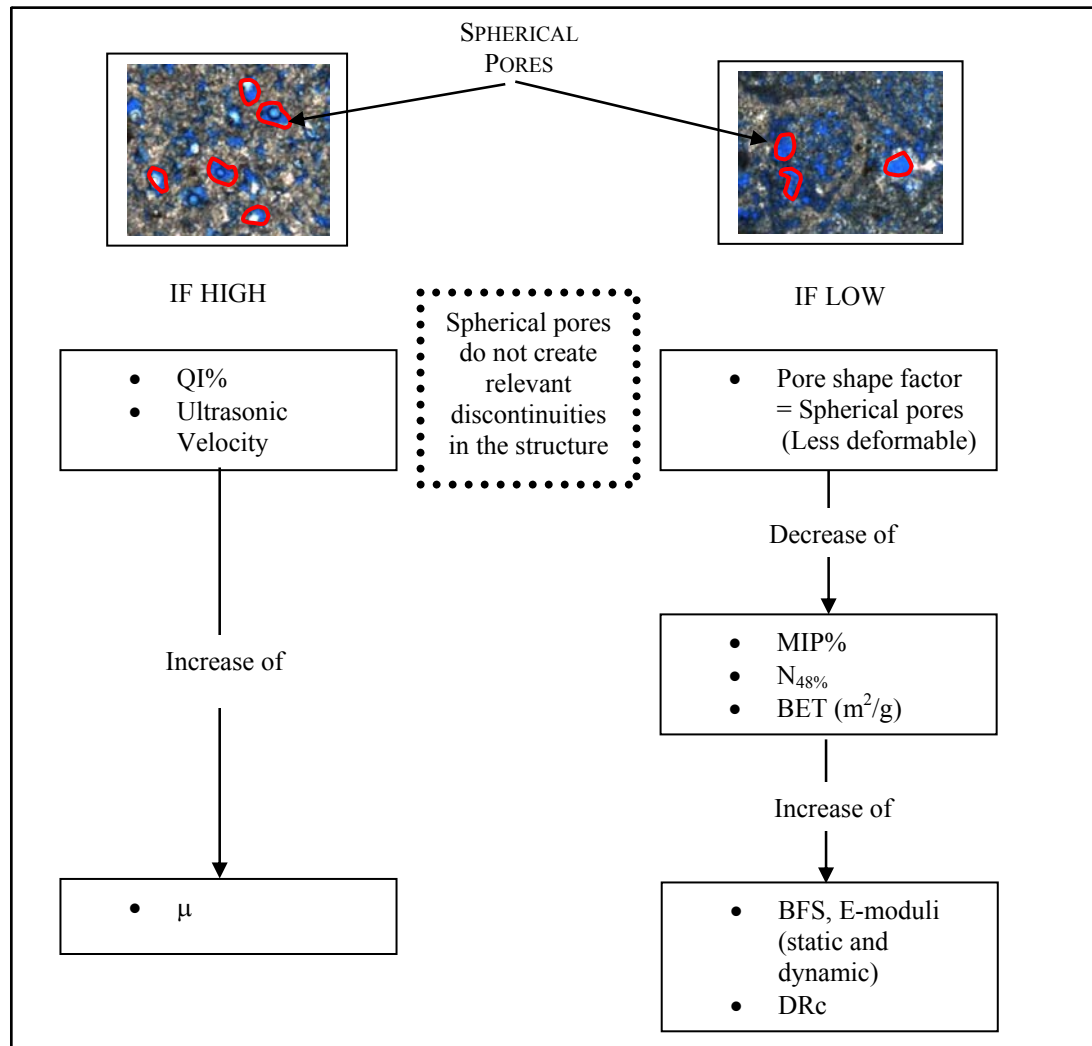 SPHERICAL
PORES
IF HIGH
• QI%
• Ultrasonic
Velocity
Increase of
• μ
Spherical pores
do not create
relevant
discontinuities
in the structure
IF LOW
• Pore shape factor
= Spherical pores
(Less deformable)
Decrease of
• MIP%
• N48%
• BET (m²/g)
Increase of
• BFS, E-moduli
(static and
dynamic)
• DRc